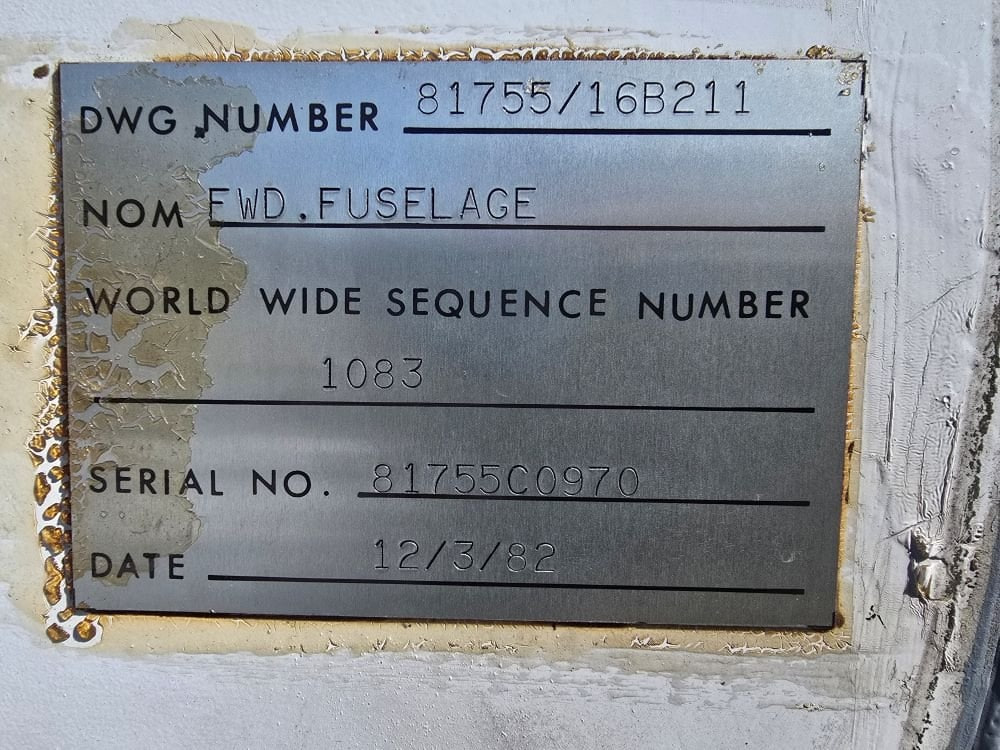 DWG NUMBER 81755/16B211
NOM FWD.FUSELAGE
WORLD WIDE SEQUENCE NUMBER
1083
SERIAL NO. 81755C0970
DATE 12/3/82